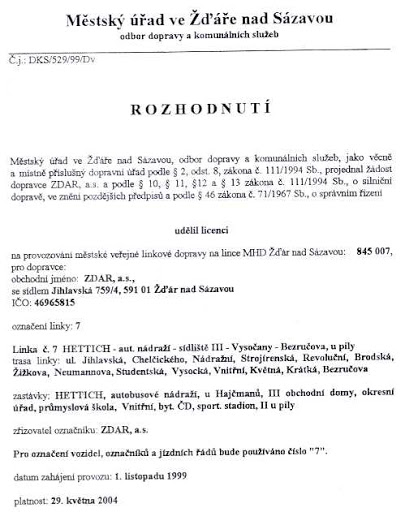 Městský úřad ve Žďáře nad Sázavou
odbor dopravy a komunálních služeb
Č.j.: DKS/529/99/Dv
ROZHODNUTÍ
Městský úřad ve Žďáře nad Sázavou, odbor dopravy a komunálních služeb, jako věcně
a místně příslušný dopravní úřad podle § 2, odst. 8, zákona č. 111/1994 Sb., projednal žádost
dopravce ZDAR, a.s. a podle § 10, § 11, §12 a § 13 zákona č. 111/1994 Sb., o silniční
dopravě, ve znění pozdějších předpisů a podle § 46 zákona č. 71/1967 Sb., o správním řízení
udělil licenci
na provozování městské veřejné linkové dopravy na lince MHD Žďár nad Sázavou: 845 007,
pro dopravce:
obchodní jméno: ZDAR, a.s.,
se sídlem Jihlavská 759/4, 591 01 Žďár nad Sázavou
IČO: 46965815
označení linky: 7
Linka č. 7 HETTICH - aut. nádraží - sídliště III - Vysočany - Bezručova, u pily
trasa linky: ul. Jihlavská, Chelčického, Nádražní, Strojírenská, Revoluční, Brodská,
Žižkova, Neumannova, Studentská, Vysocká, Vnitřní, Květná, Krátká, Bezručova
zastávky: HETTICH, autobusové nádraží, u Hajčmanů, III obchodní domy, okresní
úřad, průmyslová škola, Vnitřní, byt. ČD, sport. stadion, II u pily
zřizovatel označníku: ZDAR, a.s.
Pro označení vozidel, označníků a jízdních řádů bude používáno číslo "7".
datum zahájení provozu: 1. listopadu 1999
platnost: 29. května 2004